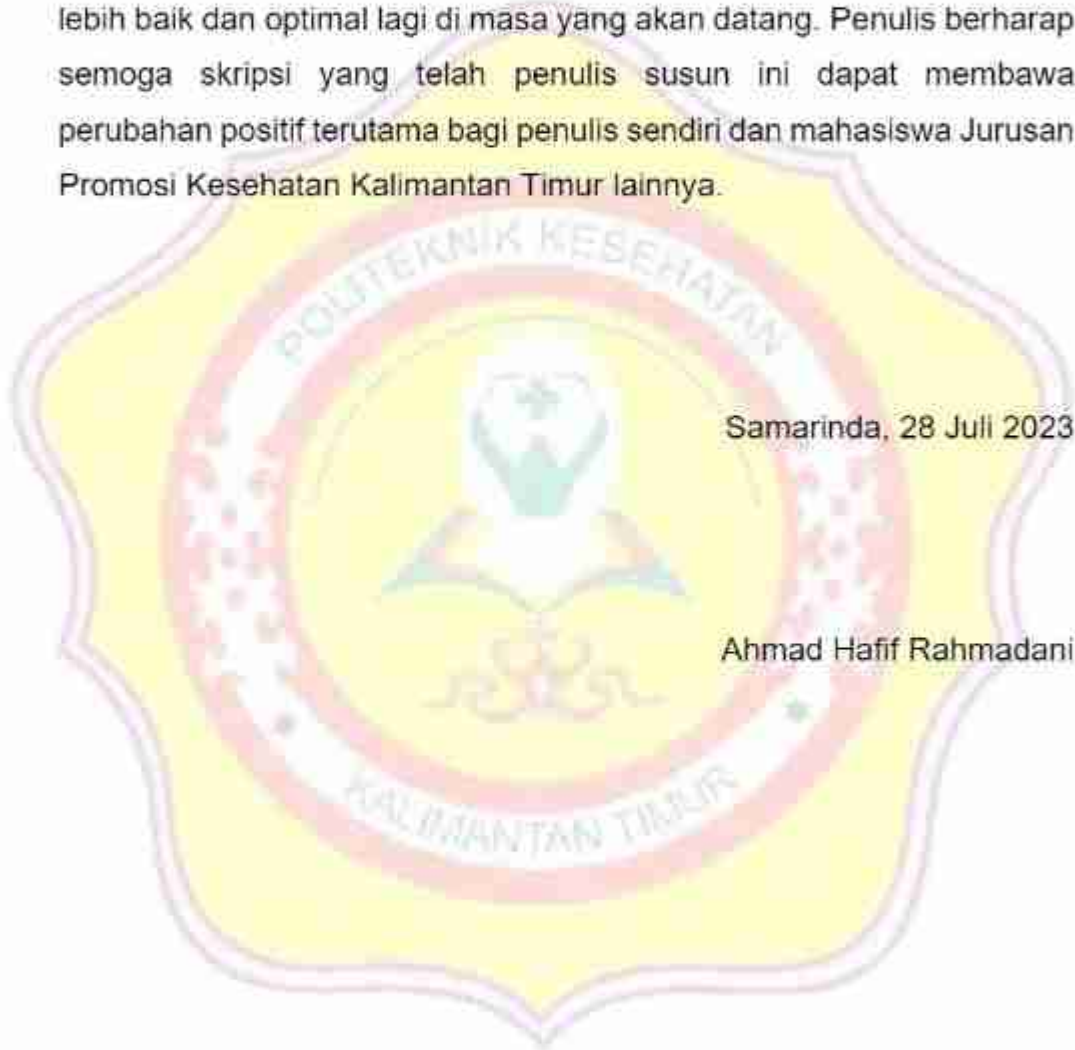 lebih baik dan optimal lagi di masa yang akan datang. Penulis berharap
semoga skripsi yang telah penulis susun ini dapat membawa
perubahan positif terutama bagi penulis sendiri dan mahasiswa Jurusan
Promosi Kesehatan Kalimantan Timur lainnya.
POLITEKNIK KESEHATAN
Samarinda, 28 Juli 2023
Ahmad Hafif Rahmadani
KALIMANTAN TIMUR